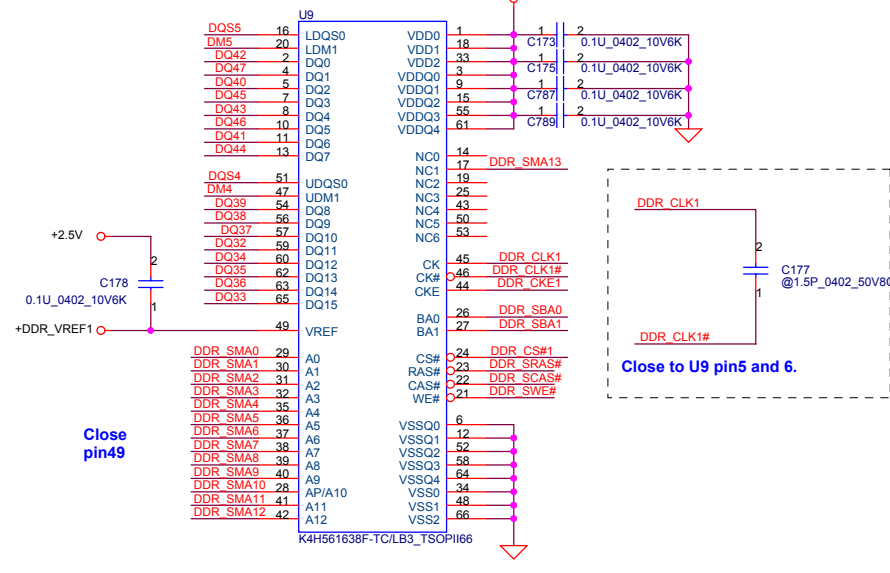 U9
DQS5 16 LDQS0 VDD0 1
DM5 20 LDM1 VDD1 18
DQ42 2 DQ0 VDD2 33
DQ47 4 DQ1 VDDQ0 3
DQ40 5 DQ2 VDDQ1 9
DQ45 7 DQ3 VDDQ2 15
DQ43 8 DQ4 VDDQ3 55
DQ46 10 DQ5 VDDQ4 61
DQ41 11 DQ6
DQ44 13 DQ7
1 2
C173 0.1U_0402_10V6K
1 2
C175 0.1U_0402_10V6K
1 2
C787 0.1U_0402_10V6K
1 2
C789 0.1U_0402_10V6K
NC0 14
NC1 17 DDR_SMA13
NC2 19
NC3 25
NC4 43
NC5 50
NC6 53
DQS4 51 UDQS0
DM4 47 UDM1
DQ39 54 DQ8
DQ38 56 DQ9
DQ37 57 DQ10
DQ32 59 DQ11
DQ34 60 DQ12
DQ35 62 DQ13
DQ36 63 DQ14
DQ33 65 DQ15
CK 45 DDR_CLK1
CK# 46 DDR_CLK1#
CKE 44 DDR_CKE1
BA0 26 DDR_SBA0
BA1 27 DDR_SBA1
+2.5V
2
C178
0.1U_0402_10V6K
1
+DDR_VREF1 49 VREF
CS# 24 DDR_CS#1
RAS# 23 DDR_SRAS#
CAS# 22 DDR_SCAS#
WE# 21 DDR_SWE#
DDR_SMA0 29 A0
DDR_SMA1 30 A1
DDR_SMA2 31 A2
DDR_SMA3 32 A3
DDR_SMA4 35 A4
DDR_SMA5 36 A5
DDR_SMA6 37 A6
DDR_SMA7 38 A7
DDR_SMA8 39 A8
DDR_SMA9 40 A9
DDR_SMA10 28 AP/A10
DDR_SMA11 41 A11
DDR_SMA12 42 A12
VSSQ0 6
VSSQ1 12
VSSQ2 52
VSSQ3 58
VSSQ4 64
VSS0 34
VSS1 48
VSS2 66
Close
pin49
K4H561638F-TC/LB3_TSOPII66
DDR_CLK1
2
C177
@1.5P_0402_50V8C
1
DDR_CLK1#
Close to U9 pin5 and 6.